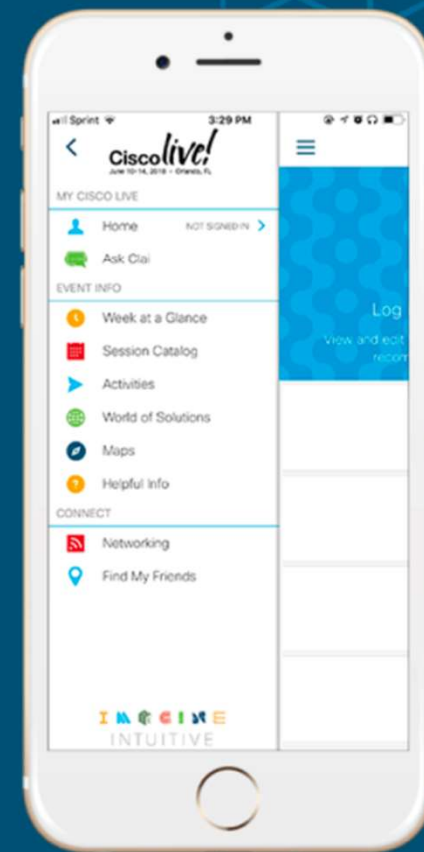 Sprint 3:29 PM
Cisco live!
June 10-14, 2018 • Orlando, FL
MY CISCO LIVE
Home NOT SIGNED IN
Ask Clai
EVENT INFO
Week at a Glance
Session Catalog
Activities
World of Solutions
Maps
Helpful Info
CONNECT
Networking
Find My Friends
IMAGINE
INTUITIVE
Log
View and edit
recom